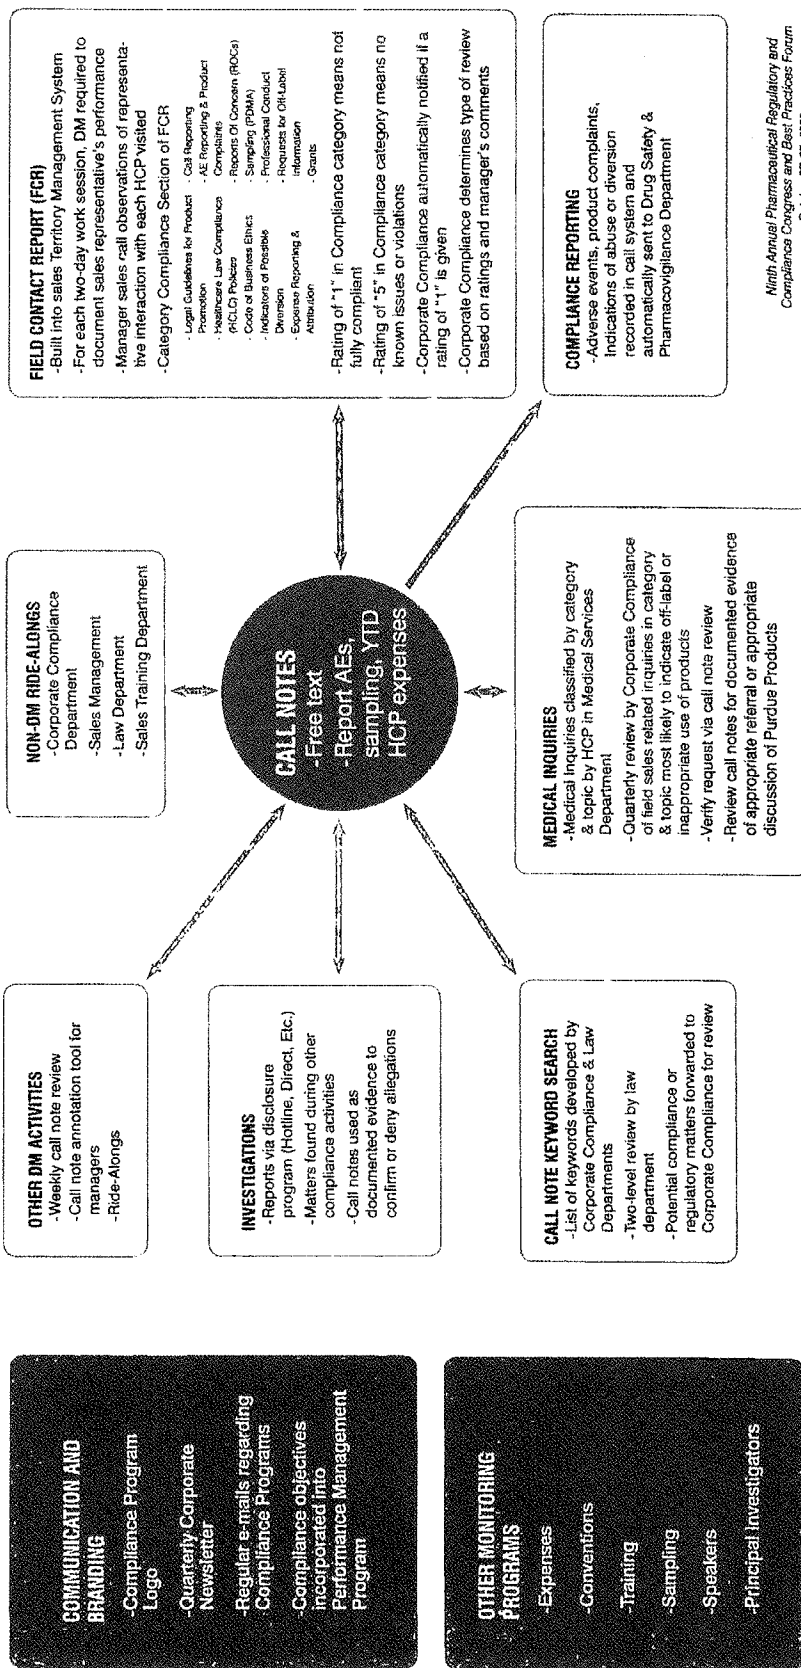 COMMUNICATION AND
BRANDING
-Compliance Program
Logo
-Quarterly Corporate
Newsletter
-Regular e-mails regarding
Compliance Programs
-Compliance objectives
incorporated into
Performance Management
Program
OTHER MONITORING
PROGRAMS
-Expenses
-Conventions
-Training
-Sampling
-Speakers
-Principal Investigators
OTHER DM ACTIVITIES
-Weekly call note review
-Call note annotation tool for
managers
-Ride-Alongs
INVESTIGATIONS
-Reports via disclosure
program (Hotline, Direct, Etc.)
-Matters found during other
compliance activities
-Call notes used as
documented evidence to
confirm or deny allegations
CALL NOTE KEYWORD SEARCH
-List of keywords developed by
Corporate Compliance & Law
Departments
-Two-level review by law
department
-Potential compliance or
regulatory matters forwarded to
Corporate Compliance for review
NON-DM RIDE-ALONGS
-Corporate Compliance
Department
-Sales Management
-Law Department
-Sales Training Department
CALL NOTES
-Free text
-Report AEs,
sampling, YTD
HCP expenses
MEDICAL INQUIRIES
-Medical Inquiries classified by category
& topic by HCP in Medical Services
Department
-Quarterly review by Corporate Compliance
of field sales related inquiries in category
& topic most likely to indicate off-label or
inappropriate use of products
-Verify request via call note review
-Review call notes for documented evidence
of appropriate referral or appropriate
discussion of Purdue Products
FIELD CONTACT REPORT (FCR)
-Built into sales Territory Management System
-For each two-day work session, DM required to
document sales representative's performance
-Manager sales call observations of representa-
tive interaction with each HCP visited
-Category Compliance Section of FCR
- Legal Guidelines for Product
Promotion
- Healthcare Law Compliance
(HCLC) Policies
- Code of Business Ethics
- Indicators of Possible
Diversion
- Expense Reporting &
Attribution
- Call Reporting
- AE Reporting & Product
Complaints
- Reports Of Concern (ROCs)
- Sampling (PDMA)
- Professional Conduct
- Requests for Off-Label
Information
- Grants
-Rating of "1" in Compliance category means not
fully compliant
-Rating of "5" in Compliance category means no
known issues or violations
-Corporate Compliance automatically notified if a
rating of "1" is given
-Corporate Compliance determines type of review
based on ratings and manager's comments
COMPLIANCE REPORTING
-Adverse events, product complaints,
Indications of abuse or diversion
recorded in call system and
automatically sent to Drug Safety &
Pharmacovigilance Department
Ninth Annual Pharmaceutical Regulatory and
Compliance Congress and Best Practices Forum